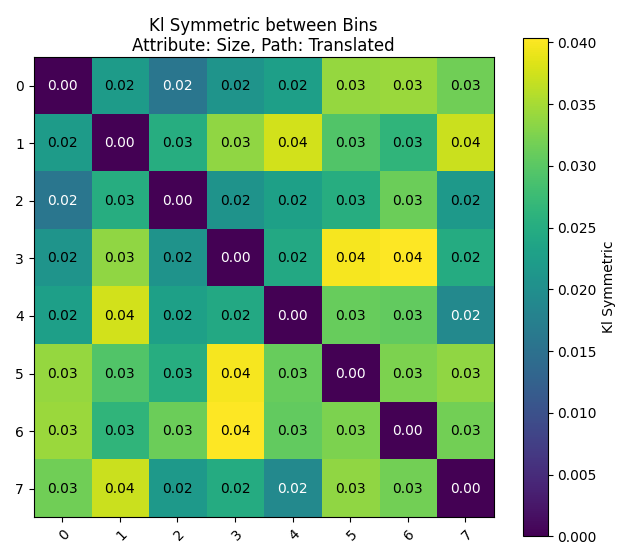 Kl Symmetric between Bins
Attribute: Size, Path: Translated
0 0.00 0.02 0.02 0.02 0.02 0.03 0.03 0.03
1 0.02 0.00 0.03 0.03 0.04 0.03 0.03 0.04
2 0.02 0.03 0.00 0.02 0.02 0.03 0.03 0.02
3 0.02 0.03 0.02 0.00 0.02 0.04 0.04 0.02
4 0.02 0.04 0.02 0.02 0.00 0.03 0.03 0.02
5 0.03 0.03 0.03 0.04 0.03 0.00 0.03 0.03
6 0.03 0.03 0.03 0.04 0.03 0.03 0.00 0.03
7 0.03 0.04 0.02 0.02 0.02 0.03 0.03 0.00
0 1 2 3 4 5 6 7
0.040
0.035
0.030
0.025
0.020
0.015
0.010
0.005
0.000
Kl Symmetric